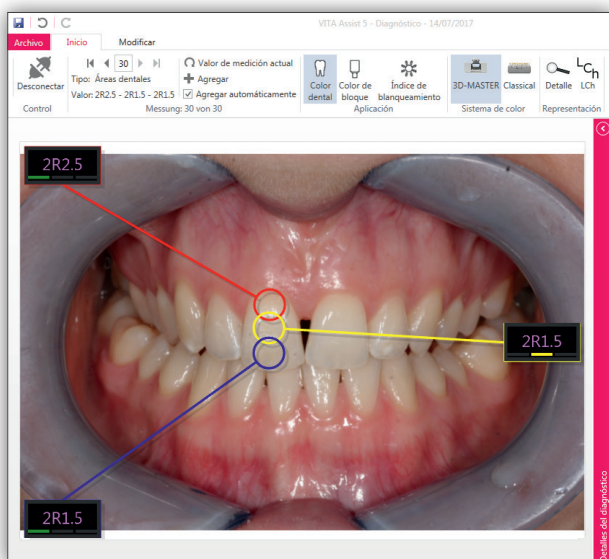 VITA Assist 5 - Diagnóstico - 14/07/2017
Archivo Inicio Modificar
Desconectar
Control
30
Tipo: Áreas dentales
Valor: 2R2.5 - 2R1.5 - 2R1.5
Valor de medición actual
Agregar
Agregar automáticamente
Messung: 30 von 30
Color dental
Color de bloque
Índice de blanqueamiento
Aplicación
3D-MASTER
Classical
Sistema de color
Detalle
LCh
LCh
Representación
2R2.5
2R1.5
2R1.5
Detalles del diagnóstico